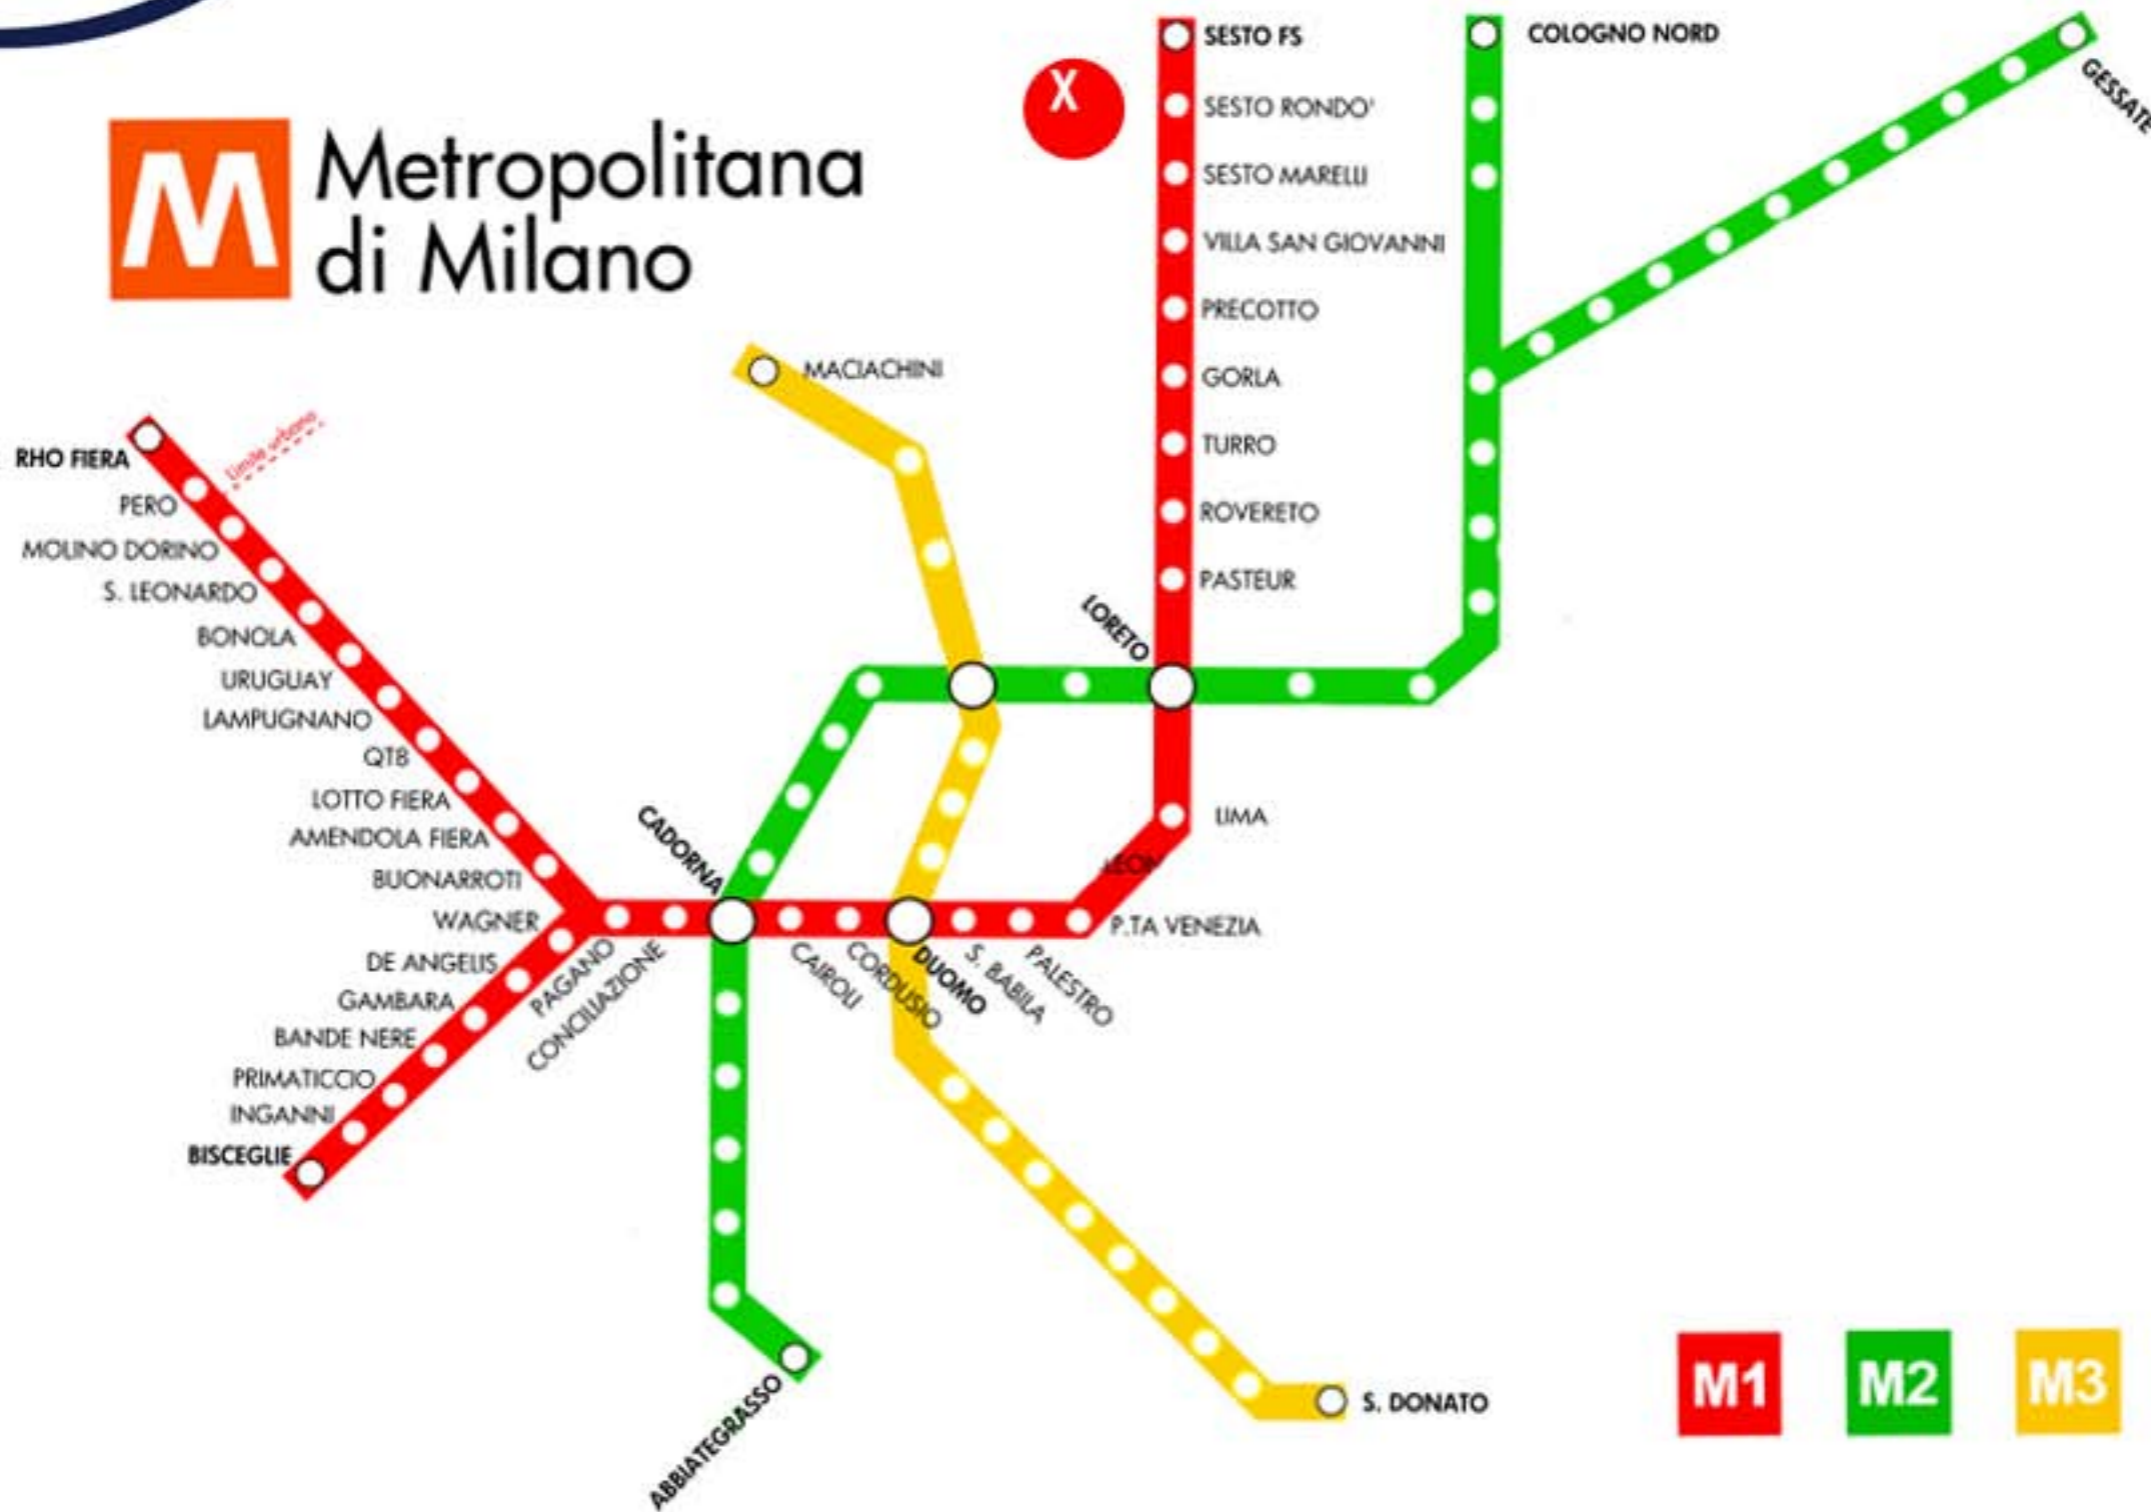 SESTO FS
COLOGNO NORD
GESSATE
X
SESTO RONDO'
SESTO MARELLI
VILLA SAN GIOVANNI
PRECOTTO
GORLA
TURRO
ROVERETO
PASTEUR
M
Metropolitana
di Milano
MACIACHINI
Limite urbano
RHO FIERA
PERO
MOLINO DORINO
S. LEONARDO
BONOLA
URUGUAY
LAMPUGNANO
QT8
LOTTO FIERA
AMENDOLA FIERA
BUONARROTI
WAGNER
DE ANGELIS
GAMBARA
BANDE NERE
PRIMATICCIO
INGANNI
BISCEGLIE
LORETO
LIMA
P.TA VENEZIA
CADORNA
PAGANO
CONCILIAZIONE
CAIROLI
CORDUSIO
DUOMO
S. BABILA
PALESTRO
ABBIATEGRASSO
S. DONATO
M1
M2
M3